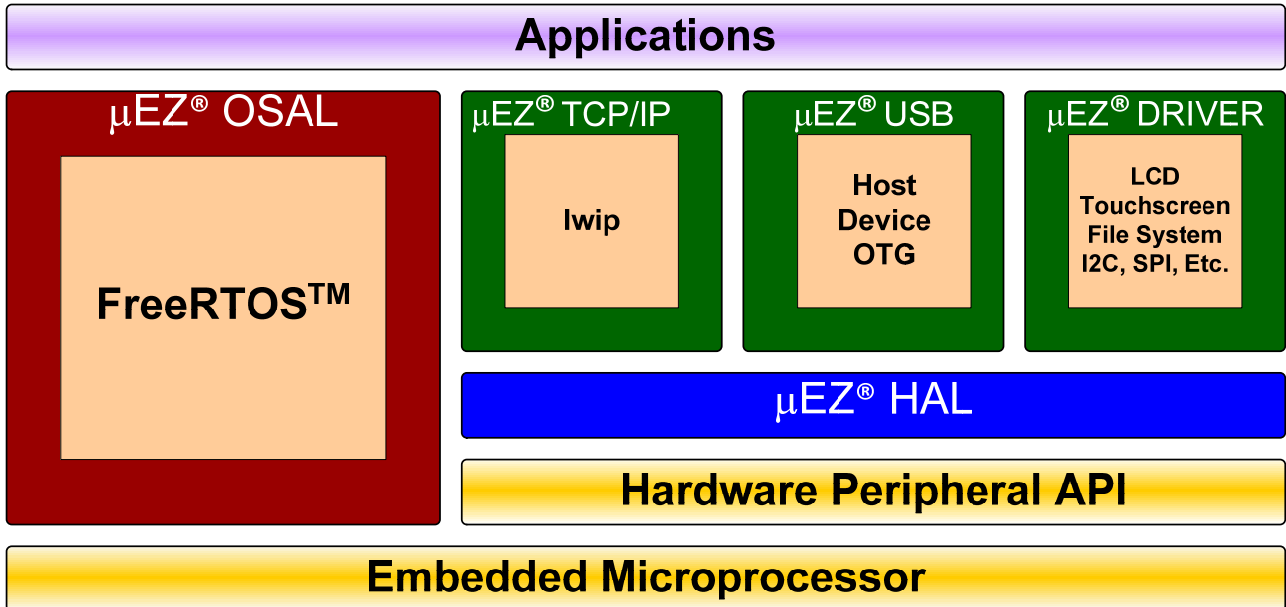 Applications
µEZ® OSAL
FreeRTOS™
µEZ® TCP/IP
lwip
µEZ® USB
Host
Device
OTG
µEZ® DRIVER
LCD
Touchscreen
File System
I2C, SPI, Etc.
µEZ® HAL
Hardware Peripheral API
Embedded Microprocessor